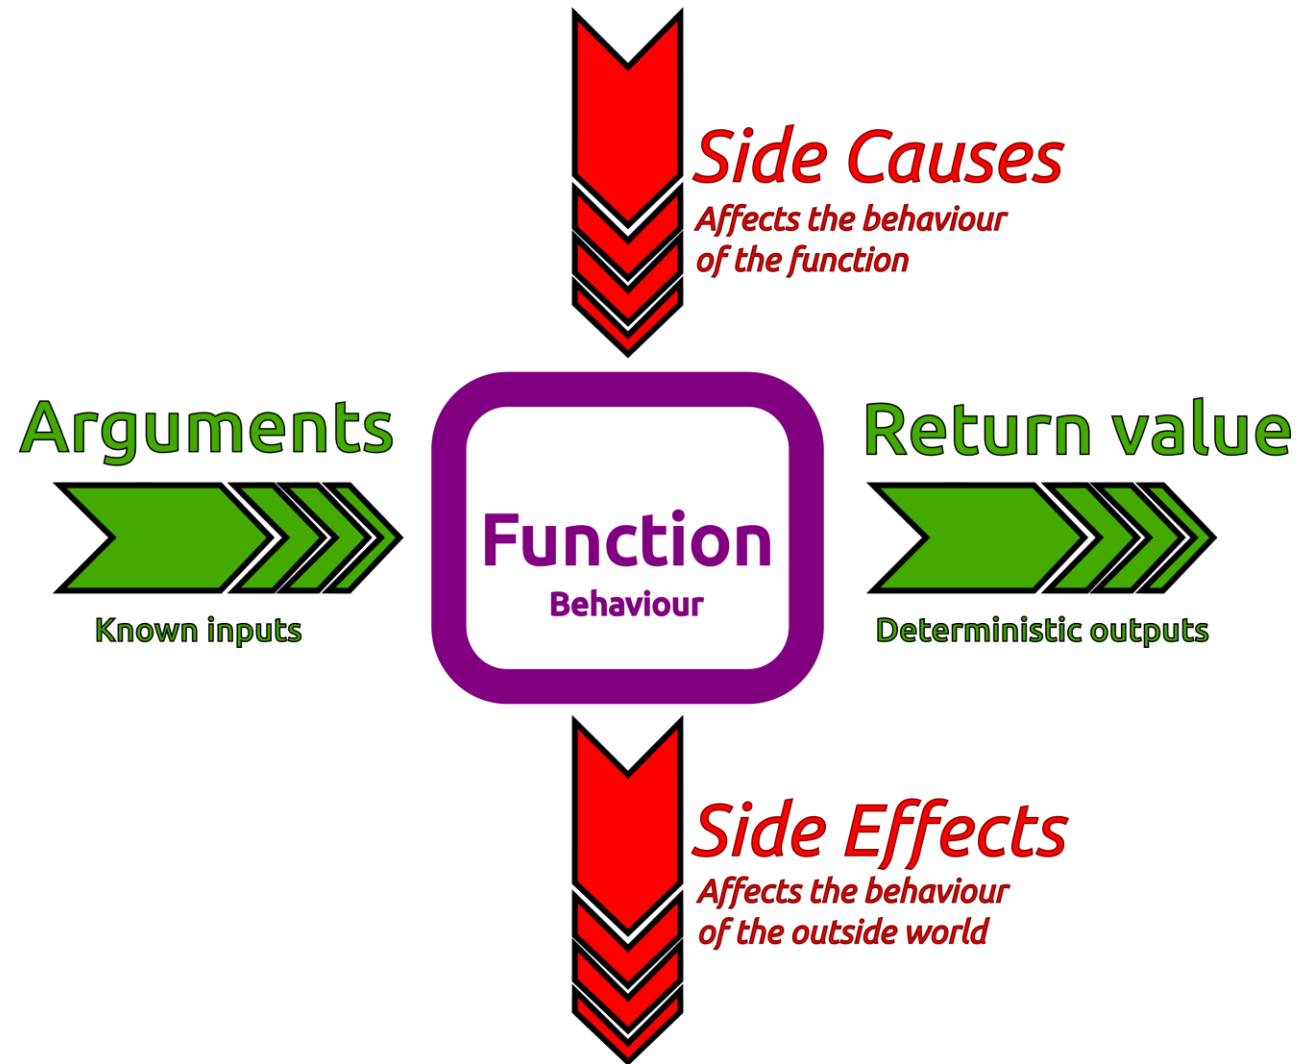 Side Causes
Affects the behaviour
of the function
Arguments
Return value
Function
Behaviour
Known inputs
Deterministic outputs
Side Effects
Affects the behaviour
of the outside world